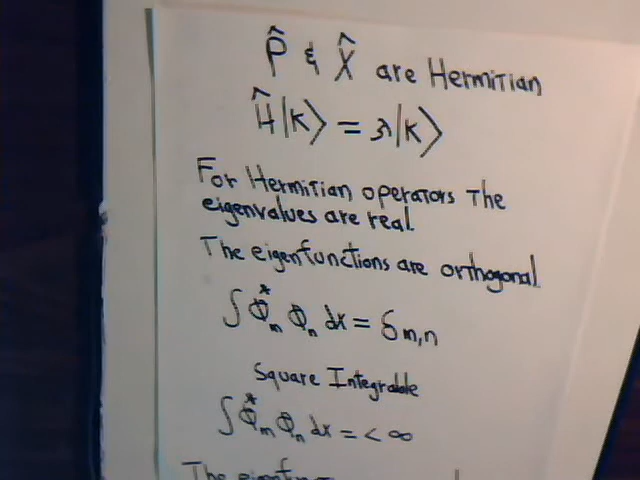 P̂ & X̂ are Hermitian
Ĥ|K⟩ = λ|K⟩
For Hermitian operators The
eigenvalues are real.
The eigenfunctions are orthogonal
∫ Φ*ₘ Φₙ dx = δm,n
Square Integrable
∫ Φ*ₘ Φₙ dx = < ∞
The